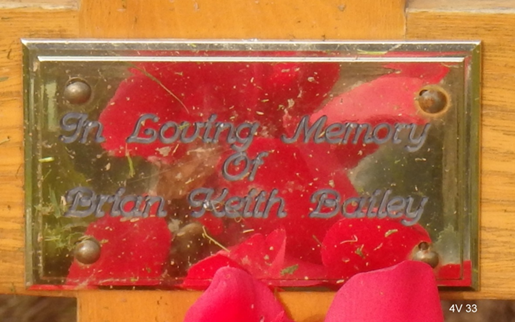 In Loving Memory
Of
Brian Keith Bailey
4V 33